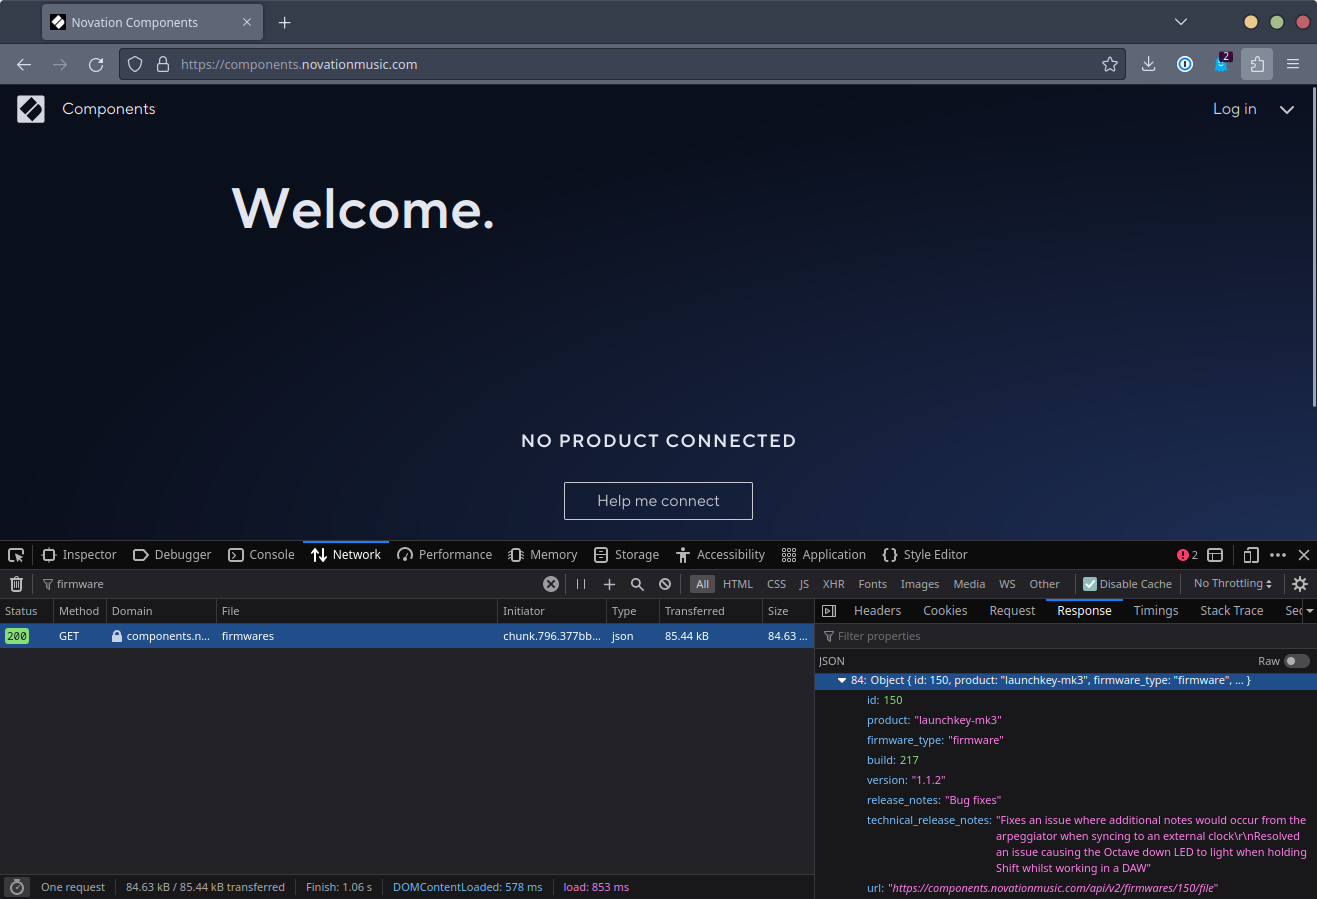 Novation Components
https://components.novationmusic.com
2
Components
Log in
Welcome.
NO PRODUCT CONNECTED
Help me connect
Inspector Debugger Console Network Performance Memory Storage Accessibility Application Style Editor 2
firmware All HTML CSS JS XHR Fonts Images Media WS Other Disable Cache No Throttling
Status Method Domain File Initiator Type Transferred Size
200 GET components.n... firmwares chunk.796.377bb... json 85.44 kB 84.63 ...
Headers Cookies Request Response Timings Stack Trace Sec
Filter properties
JSON Raw
84: Object { id: 150, product: "launchkey-mk3", firmware_type: "firmware", ... }
id: 150
product: "launchkey-mk3"
firmware_type: "firmware"
build: 217
version: "1.1.2"
release_notes: "Bug fixes"
technical_release_notes: "Fixes an issue where additional notes would occur from the
arpeggiator when syncing to an external clock\r\nResolved
an issue causing the Octave down LED to light when holding
Shift whilst working in a DAW"
url: "https://components.novationmusic.com/api/v2/firmwares/150/file"
One request 84.63 kB / 85.44 kB transferred Finish: 1.06 s DOMContentLoaded: 578 ms load: 853 ms